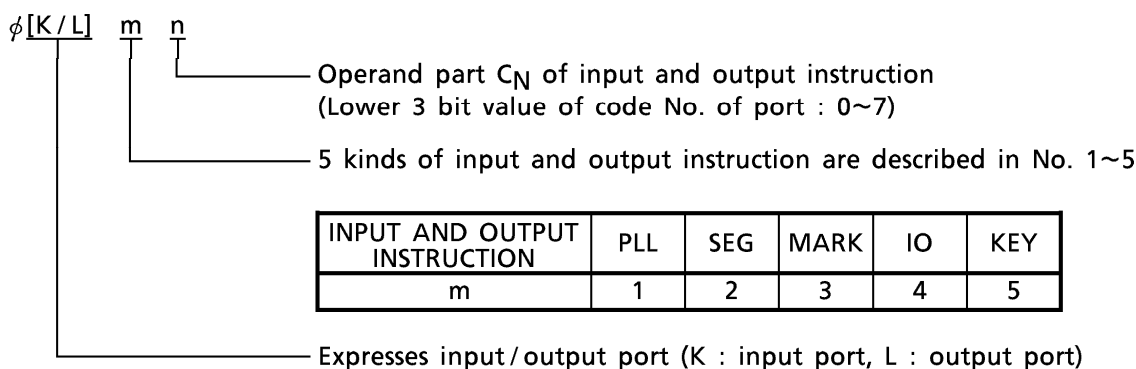 ϕ[K/L] m n
Operand part CN of input and output instruction
(Lower 3 bit value of code No. of port : 0~7)
5 kinds of input and output instruction are described in No. 1~5
INPUT AND OUTPUT INSTRUCTION PLL SEG MARK IO KEY
m 1 2 3 4 5
Expresses input/output port (K : input port, L : output port)